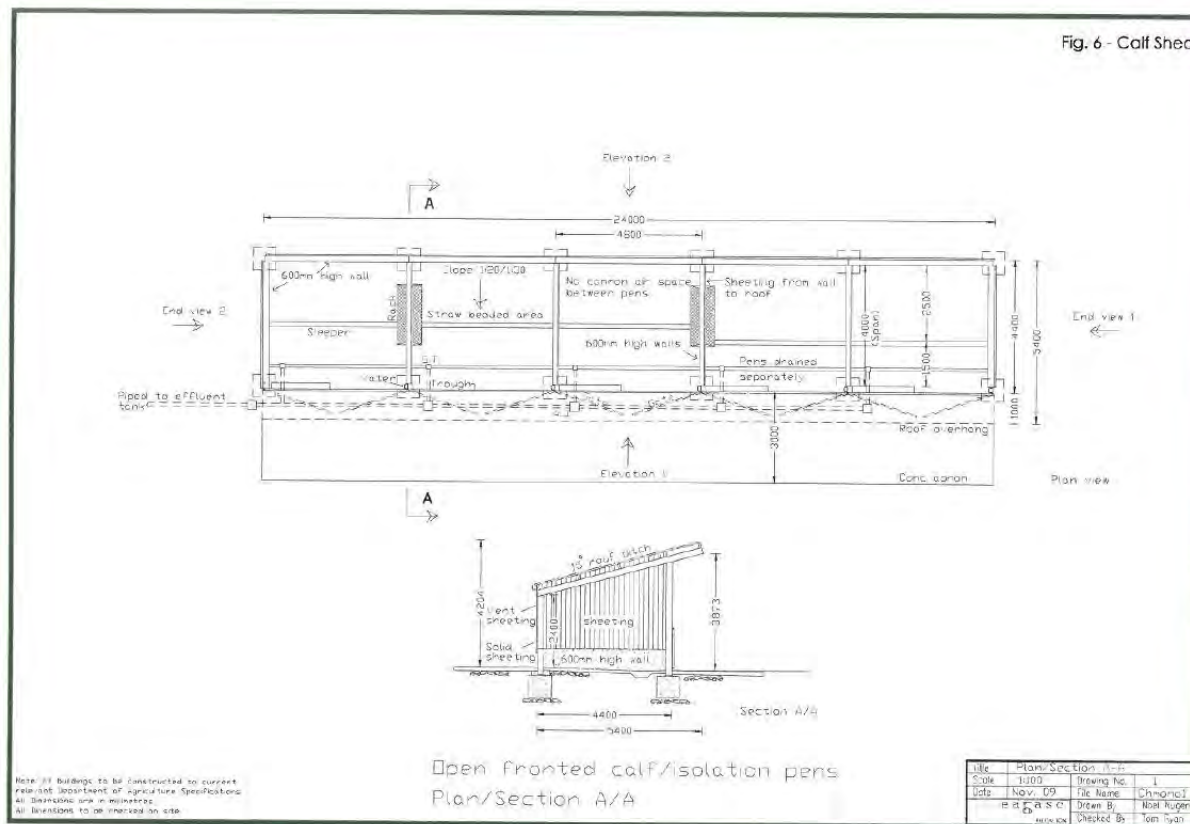 Fig. 6 - Calf Shed
Elevation 2
A
24000
4800
600mm high wall
Slope 1:20/1:30
No common air space
between pens
Sheeting from wall
to roof
End view 2
Rack
Straw bedded area
Sleeper
4000
(Span)
2500
4400
5400
End view 1
600mm high walls
Pens drained
separately
1500
Water
Trough
Piped to effluent
tank
1000
3000
Roof overhang
Elevation 1
Conc apron
Plan view
A
15° roof pitch
4204
Vent
sheeting
2400
sheeting
3873
Solid
sheeting
600mm high wall
4400
Section A/A
5400
Open fronted calf/isolation pens
Plan/Section A/A
Note: All Buildings to be constructed to current
relevant Department of Agriculture Specifications
All Dimensions are in millimetres
All Dimensions to be checked on site
Title Plan/Section A-A
Scale 1:100 Drawing No. 1
Date Nov. 09 File Name
eagasc Drawn By Noel Nugen
Checked By Tom Ryan